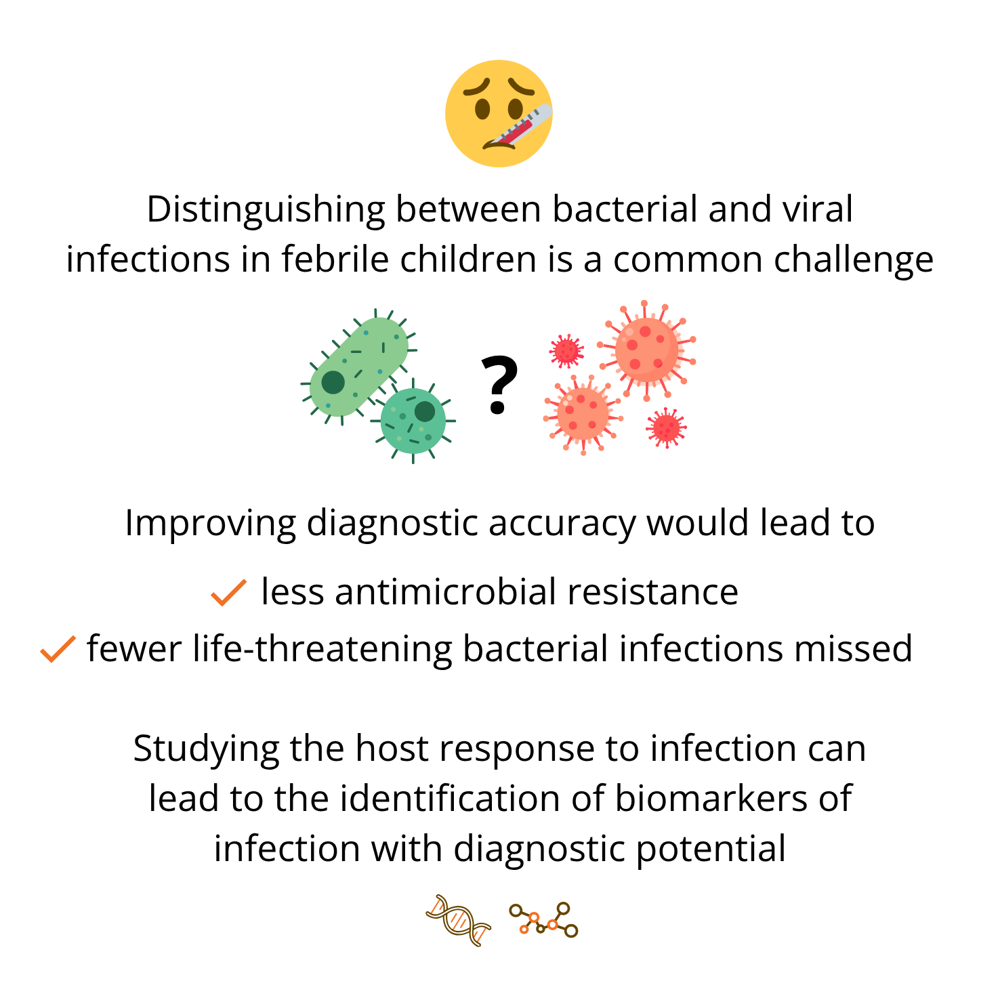 Distinguishing between bacterial and viral
infections in febrile children is a common challenge
?
Improving diagnostic accuracy would lead to
less antimicrobial resistance
fewer life-threatening bacterial infections missed
Studying the host response to infection can
lead to the identification of biomarkers of
infection with diagnostic potential